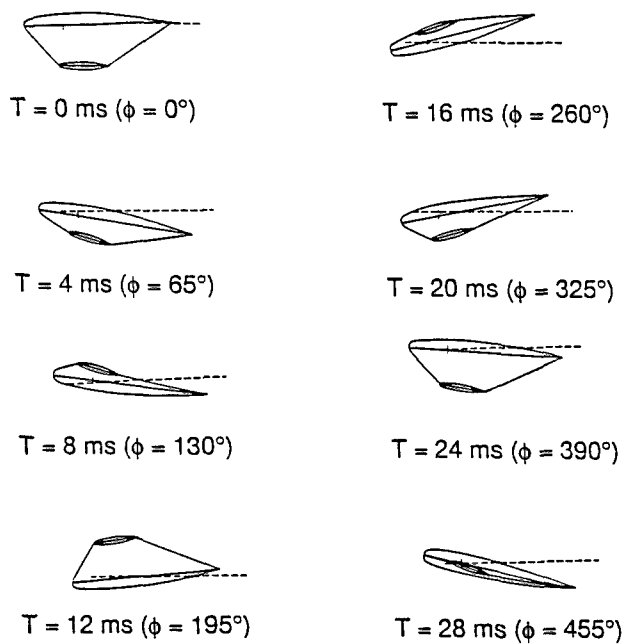 T = 0 ms (ϕ = 0°)
T = 16 ms (ϕ = 260°)
T = 4 ms (ϕ = 65°)
T = 20 ms (ϕ = 325°)
T = 8 ms (ϕ = 130°)
T = 24 ms (ϕ = 390°)
T = 12 ms (ϕ = 195°)
T = 28 ms (ϕ = 455°)